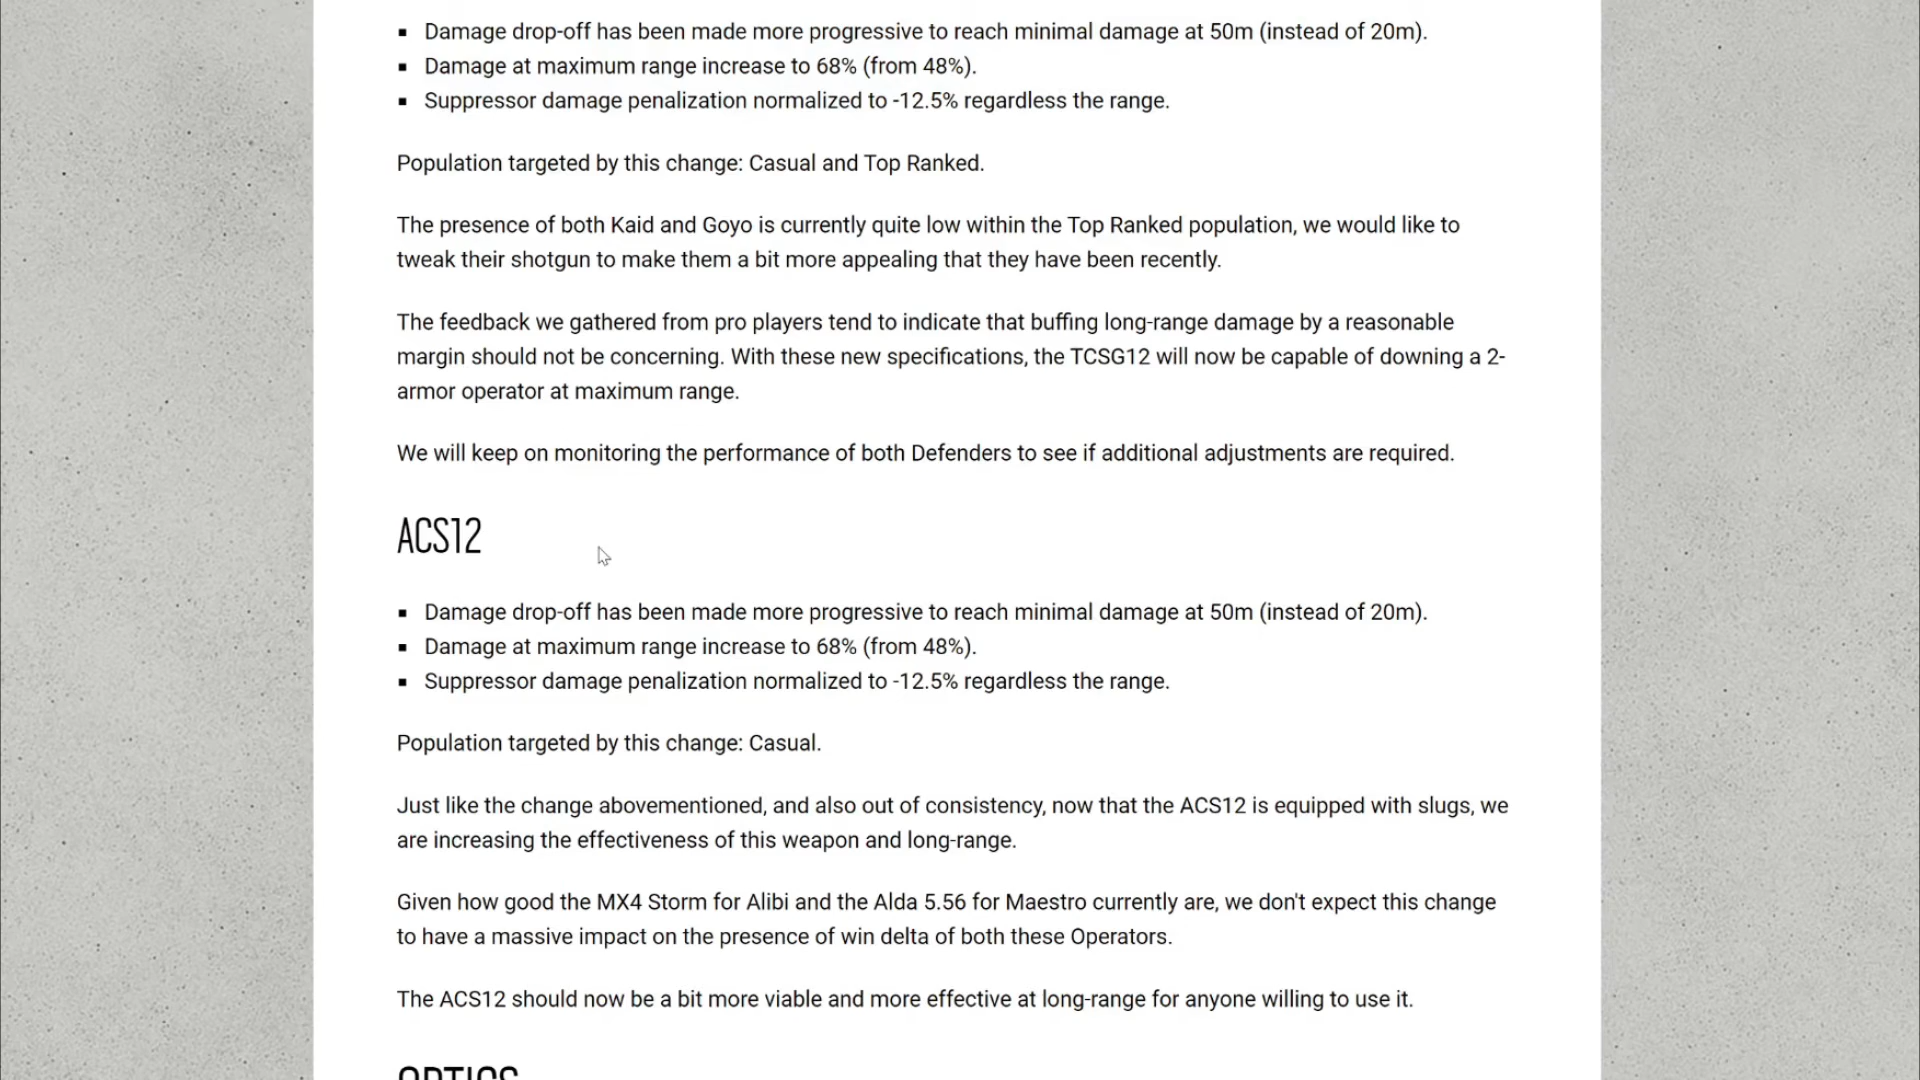 Damage drop-off has been made more progressive to reach minimal damage at 50m (instead of 20m).
Damage at maximum range increase to 68% (from 48%).
Suppressor damage penalization normalized to -12.5% regardless the range.
Population targeted by this change: Casual and Top Ranked.
The presence of both Kaid and Goyo is currently quite low within the Top Ranked population, we would like to
tweak their shotgun to make them a bit more appealing that they have been recently.
The feedback we gathered from pro players tend to indicate that buffing long-range damage by a reasonable
margin should not be concerning. With these new specifications, the TCSG12 will now be capable of downing a 2-
armor operator at maximum range.
We will keep on monitoring the performance of both Defenders to see if additional adjustments are required.
ACS12
Damage drop-off has been made more progressive to reach minimal damage at 50m (instead of 20m).
Damage at maximum range increase to 68% (from 48%).
Suppressor damage penalization normalized to -12.5% regardless the range.
Population targeted by this change: Casual.
Just like the change abovementioned, and also out of consistency, now that the ACS12 is equipped with slugs, we
are increasing the effectiveness of this weapon and long-range.
Given how good the MX4 Storm for Alibi and the Alda 5.56 for Maestro currently are, we don't expect this change
to have a massive impact on the presence of win delta of both these Operators.
The ACS12 should now be a bit more viable and more effective at long-range for anyone willing to use it.
OPTICS